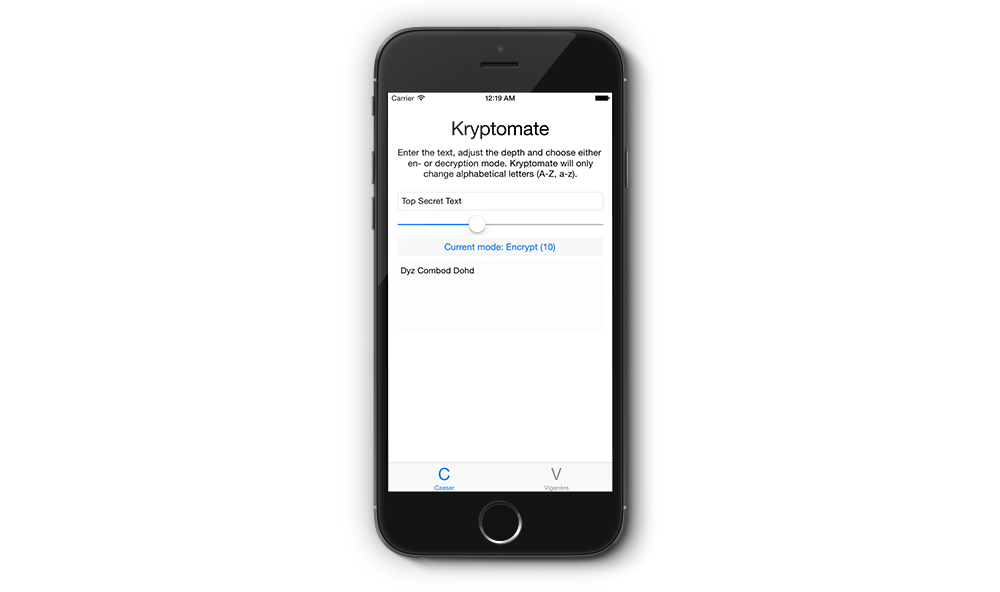 Carrier 12:19 AM
Kryptomate
Enter the text, adjust the depth and choose either
en- or decryption mode. Kryptomate will only
change alphabetical letters (A-Z, a-z).
Top Secret Text
Current mode: Encrypt (10)
Dyz Combod Dohd
C V
Caesar Vigenère